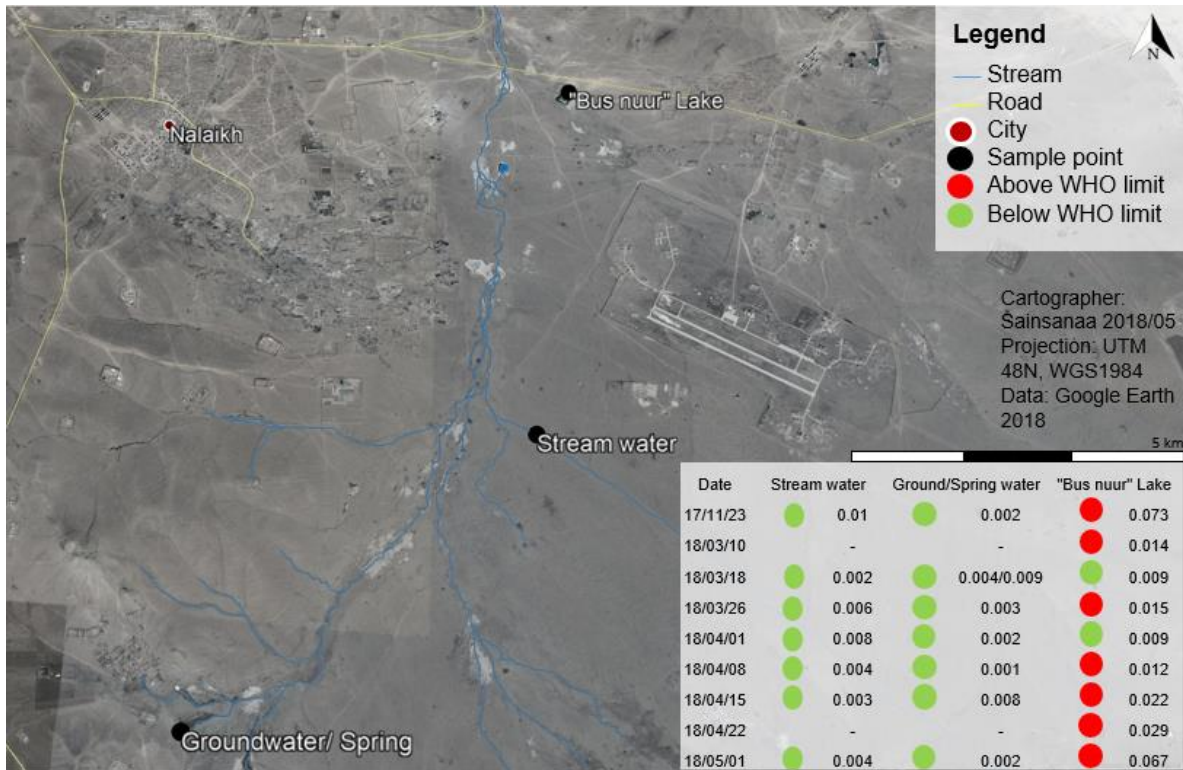 Legend
N
Stream
Road
City
Sample point
Above WHO limit
Below WHO limit
"Bus nuur" Lake
Nalaikh
Cartographer:
Sainsanaa 2018/05
Projection: UTM
48N, WGS1984
Data: Google Earth
2018
5 km
Stream water
Groundwater/ Spring
Date Stream water Ground/Spring water "Bus nuur" Lake
17/11/23 0.01 0.002 0.073
18/03/10 - - 0.014
18/03/18 0.002 0.004/0.009 0.009
18/03/26 0.006 0.003 0.015
18/04/01 0.008 0.002 0.009
18/04/08 0.004 0.001 0.012
18/04/15 0.003 0.008 0.022
18/04/22 - - 0.029
18/05/01 0.004 0.002 0.067